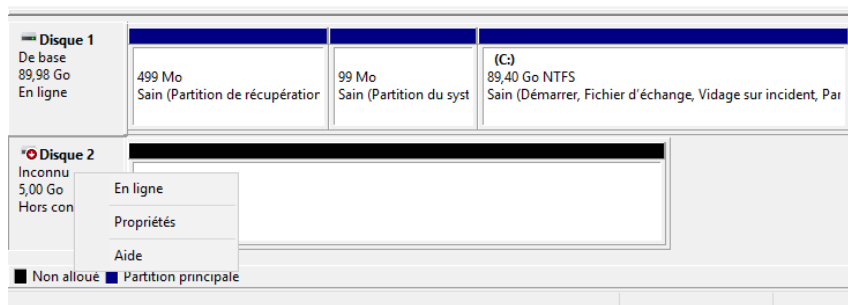 Disque 1
De base
89,98 Go
En ligne
499 Mo
Sain (Partition de récupération
99 Mo
Sain (Partition du syst
(C:)
89,40 Go NTFS
Sain (Démarrer, Fichier d'échange, Vidage sur incident, Par
Disque 2
Inconnu
5,00 Go
Hors con
En ligne
Propriétés
Aide
Non alloué
Partition principale